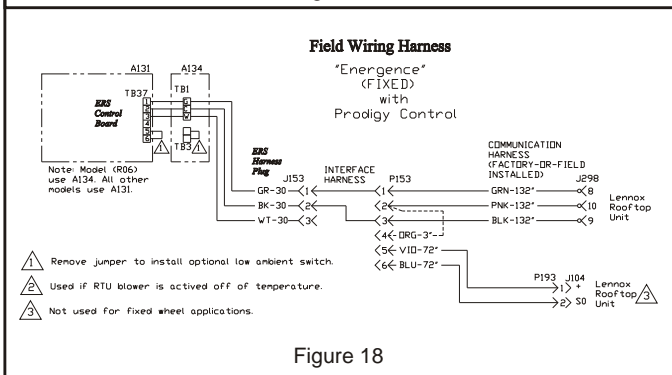 Field Wiring Harness
"Energence"
(FIXED)
with
Prodigy Control
A131 A134
TB37 TB1
ERS
Control
Board
1
2
3
4
5
6
TB3
1 1
Note: Model (R06)
use A134. All other
models use A131.
ERS
Harness
Plug
J153
INTERFACE
HARNESS
P153
COMMUNICATION
HARNESS
(FACTORY-OR-FIELD
INSTALLED)
J298
GR-30 1 1 GRN-132" 8
BK-30 2 2 PNK-132" 10
WT-30 3 3 BLK-132" 9
Lennox
Rooftop
Unit
4 ORG-3"
5 VIO-72"
6 BLU-72"
P193 J104
1 +
2 SO
Lennox
Rooftop
Unit
3
1 Remove jumper to install optional low ambient switch.
2 Used if RTU blower is actived off of temperature.
3 Not used for fixed wheel applications.
Figure 18